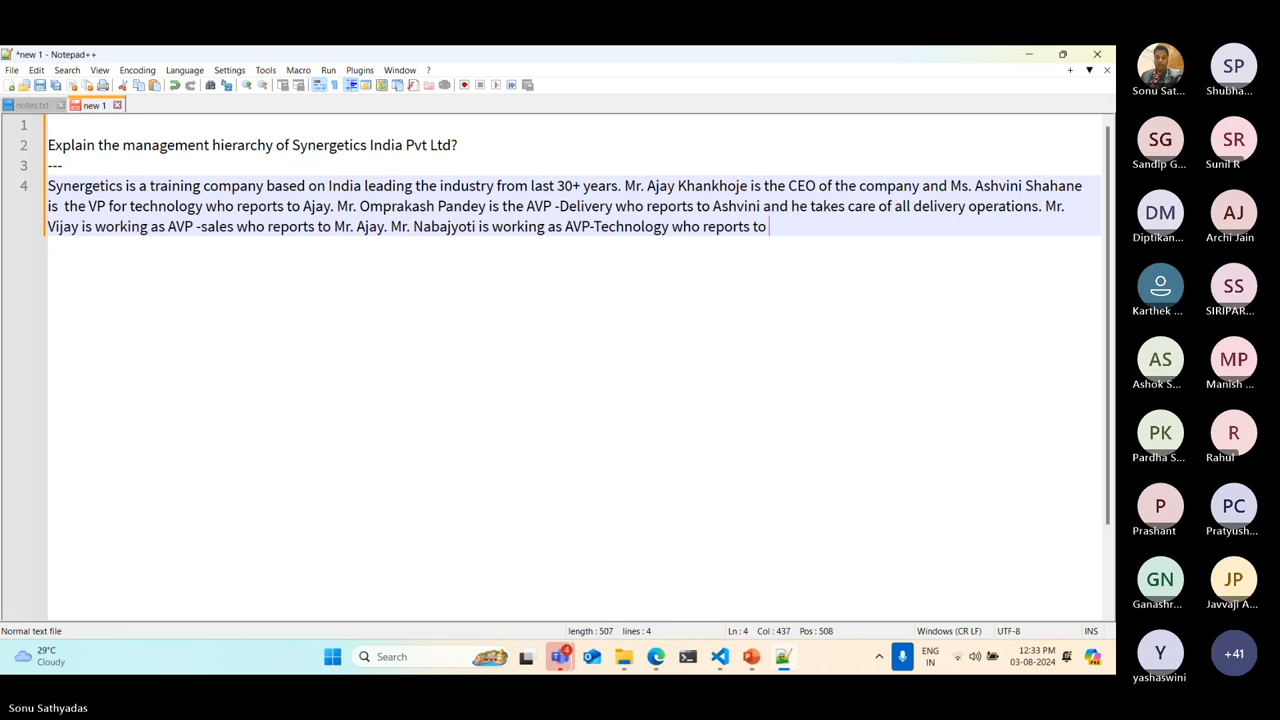 *new 1 - Notepad++
File Edit Search View Encoding Language Settings Tools Macro Run Plugins Window ?
notes.txt new 1
1
2 Explain the management hierarchy of Synergetics India Pvt Ltd?
3 ---
4 Synergetics is a training company based on India leading the industry from last 30+ years. Mr. Ajay Khankhoje is the CEO of the company and Ms. Ashvini Shahane
is  the VP for technology who reports to Ajay. Mr. Omprakash Pandey is the AVP -Delivery who reports to Ashvini and he takes care of all delivery operations. Mr.
Vijay is working as AVP -sales who reports to Mr. Ajay. Mr. Nabajyoti is working as AVP-Technology who reports to
Normal text file length : 507 lines : 4 Ln : 4 Col : 437 Pos : 508 Windows (CR LF) UTF-8 INS
29°C
Cloudy
Search
4
ENG
IN
12:33 PM
03-08-2024
Sonu Sat...
SP
Shubha...
SG
Sandip G...
SR
Sunil R
DM
Diptikan...
AJ
Archi Jain
Karthek ...
SS
SIRIPAR...
AS
Ashok S...
MP
Manish ...
PK
Pardha S...
R
Rahul
P
Prashant
PC
Pratyush...
GN
Ganashr...
JP
Javvaji A...
Y
yashaswini
+41
Sonu Sathyadas